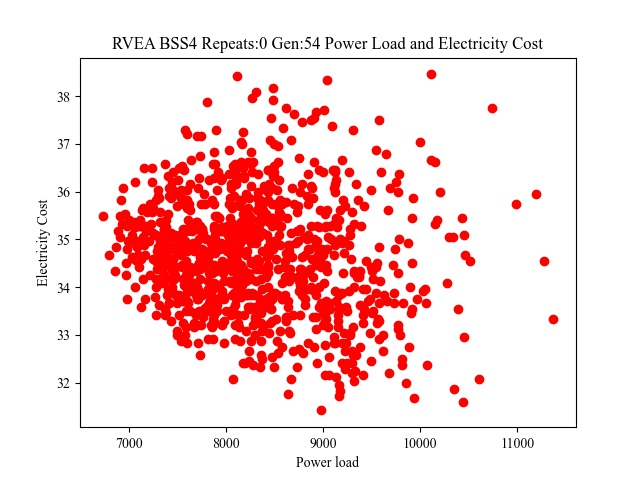 RVEA BSS4 Repeats:0 Gen:54 Power Load and Electricity Cost
38
37
36
35
34
33
32
Electricity Cost
7000 8000 9000 10000 11000
Power load